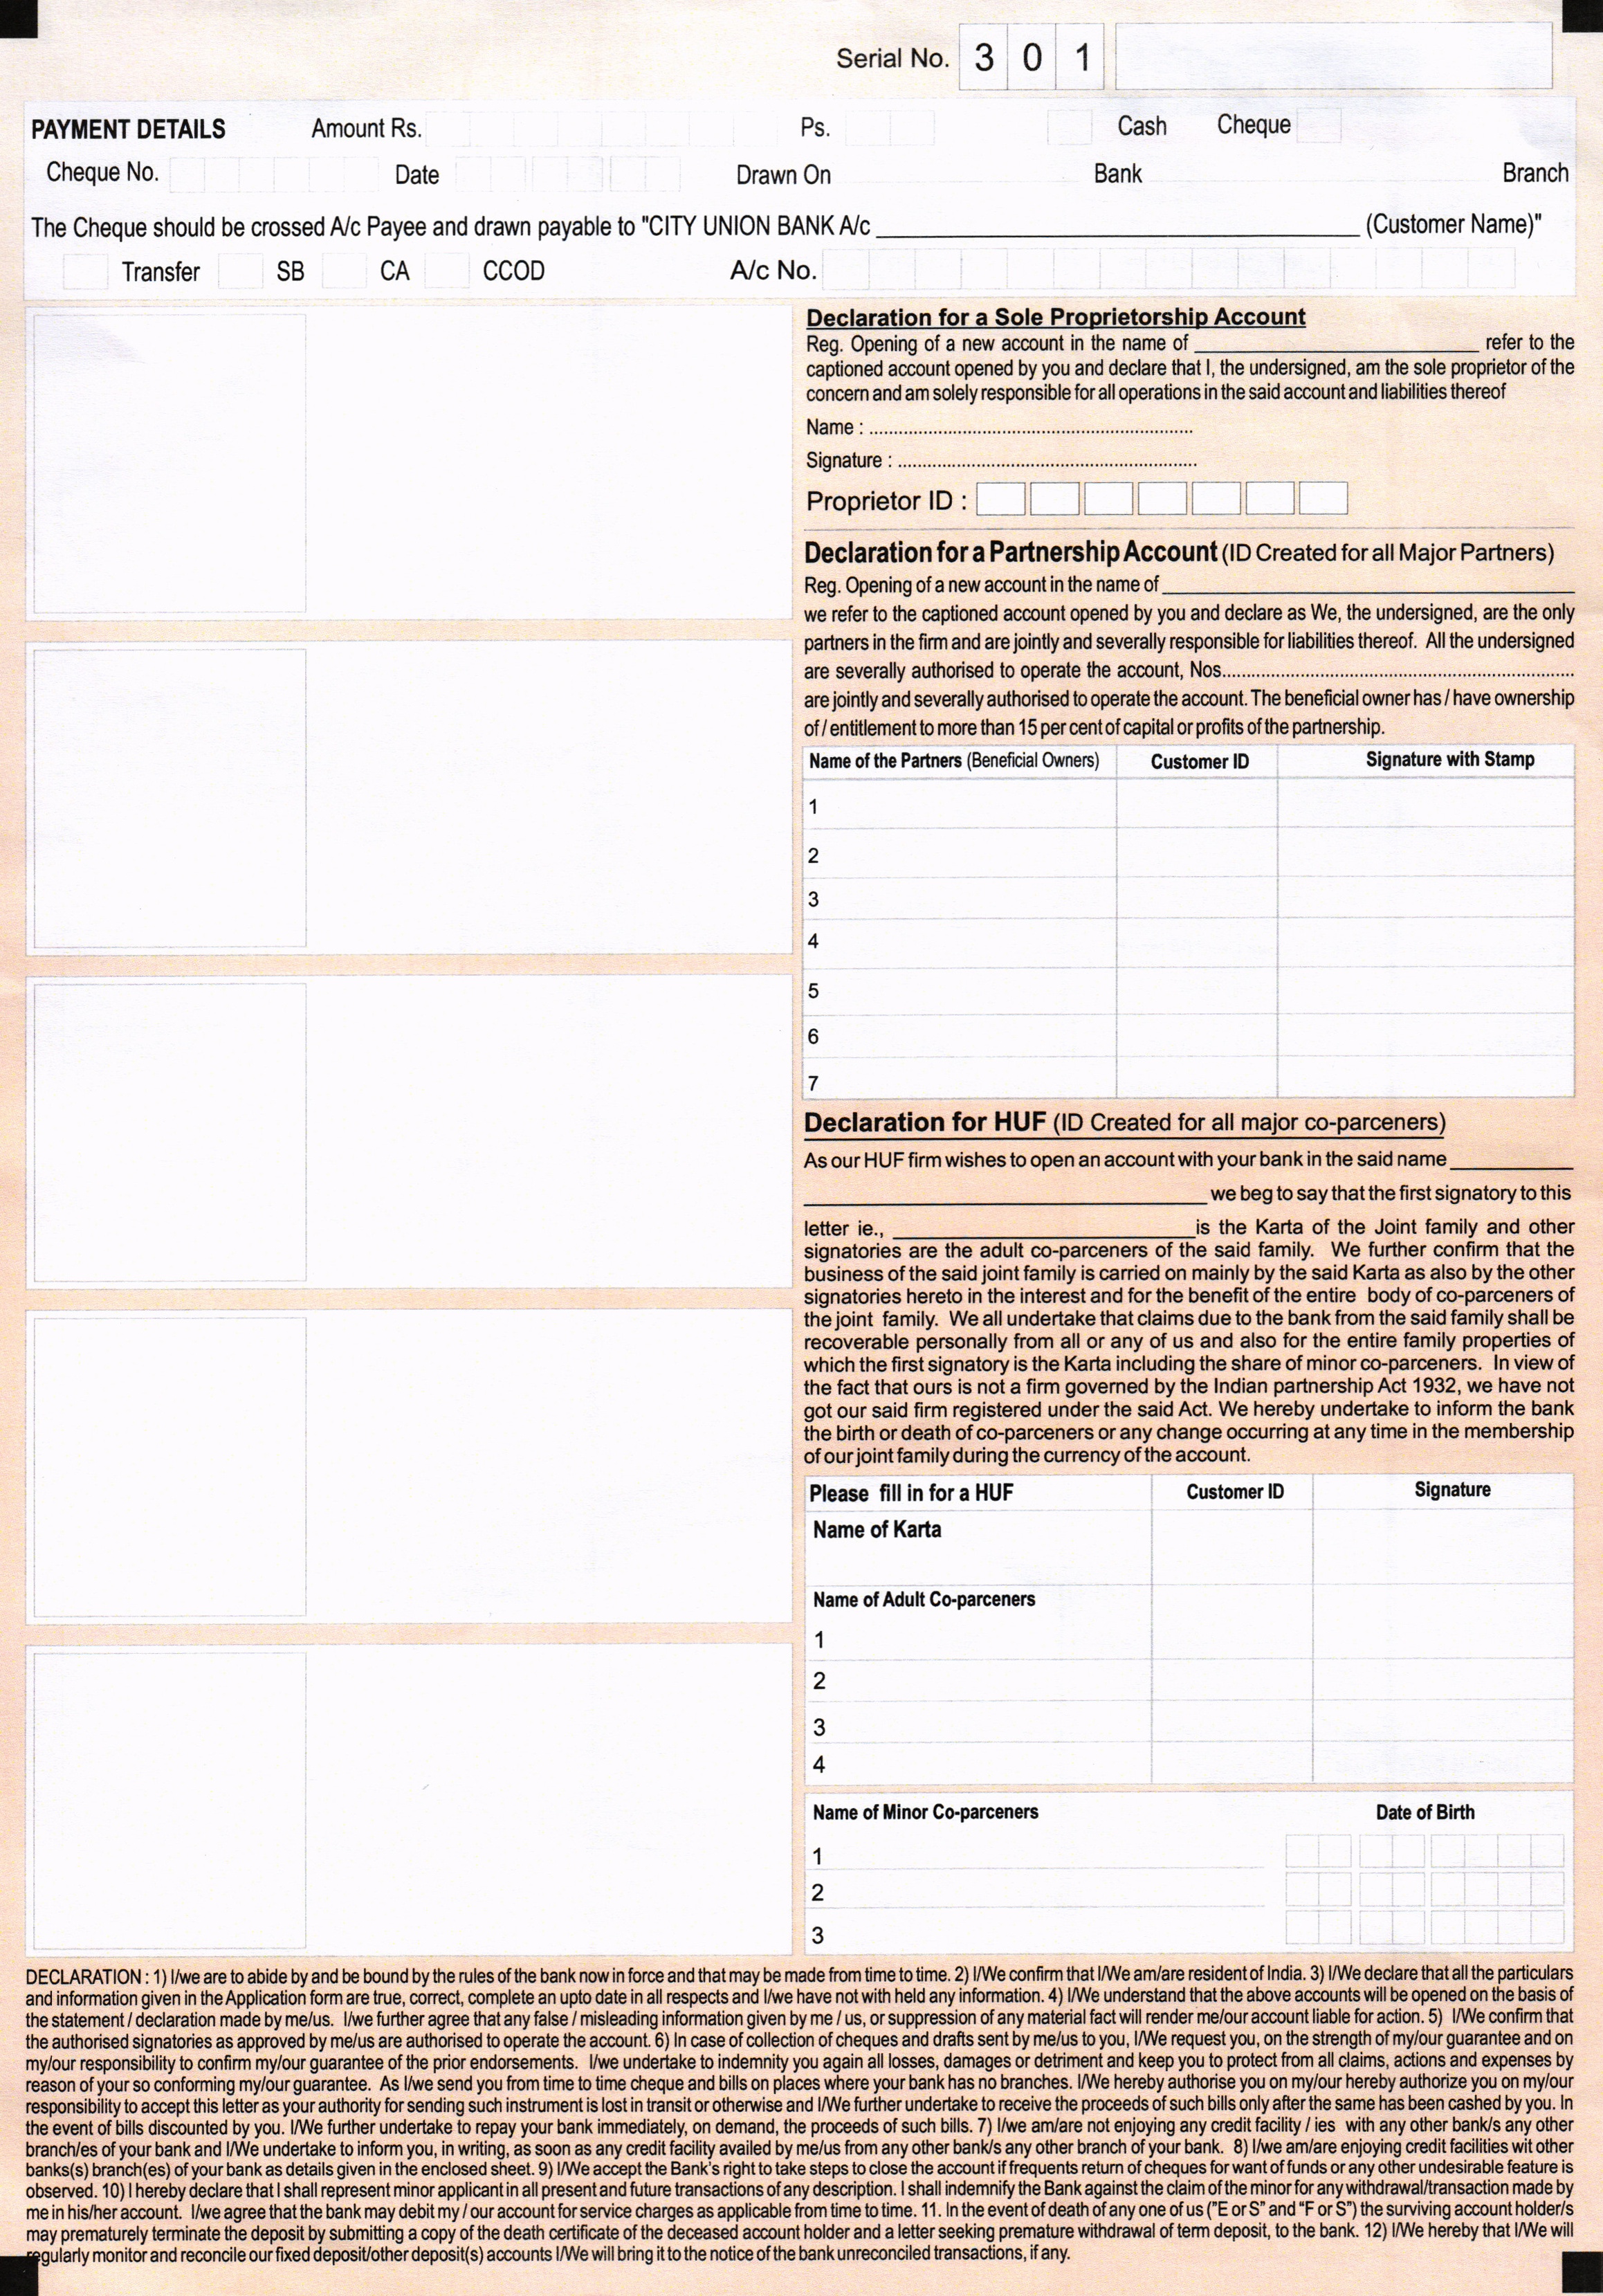 Serial No. 3 0 1
PAYMENT DETAILS Amount Rs. Ps. Cash Cheque
Cheque No. Date Drawn On Bank Branch
The Cheque should be crossed A/c Payee and drawn payable to "CITY UNION BANK A/c ______ (Customer Name)"
Transfer SB CA CCOD A/c No.
Declaration for a Sole Proprietorship Account
Reg. Opening of a new account in the name of ______ refer to the
captioned account opened by you and declare that I, the undersigned, am the sole proprietor of the
concern and am solely responsible for all operations in the said account and liabilities thereof
Name : ..................................................................
Signature : .............................................................
Proprietor ID :
Declaration for a Partnership Account (ID Created for all Major Partners)
Reg. Opening of a new account in the name of ______
we refer to the captioned account opened by you and declare as We, the undersigned, are the only
partners in the firm and are jointly and severally responsible for liabilities thereof. All the undersigned
are severally authorised to operate the account, Nos.......................................................................
are jointly and severally authorised to operate the account. The beneficial owner has / have ownership
of / entitlement to more than 15 per cent of capital or profits of the partnership.
Name of the Partners (Beneficial Owners) Customer ID Signature with Stamp
1
2
3
4
5
6
7
Declaration for HUF (ID Created for all major co-parceners)
As our HUF firm wishes to open an account with your bank in the said name ______
______ we beg to say that the first signatory to this
letter ie., ______ is the Karta of the Joint family and other
signatories are the adult co-parceners of the said family. We further confirm that the
business of the said joint family is carried on mainly by the said Karta as also by the other
signatories hereto in the interest and for the benefit of the entire body of co-parceners of
the joint family. We all undertake that claims due to the bank from the said family shall be
recoverable personally from all or any of us and also for the entire family properties of
which the first signatory is the Karta including the share of minor co-parceners. In view of
the fact that ours is not a firm governed by the Indian partnership Act 1932, we have not
got our said firm registered under the said Act. We hereby undertake to inform the bank
the birth or death of co-parceners or any change occurring at any time in the membership
of our joint family during the currency of the account.
Please fill in for a HUF Customer ID Signature
Name of Karta
Name of Adult Co-parceners
1
2
3
4
Name of Minor Co-parceners Date of Birth
1
2
3
DECLARATION : 1) I/we are to abide by and be bound by the rules of the bank now in force and that may be made from time to time. 2) I/We confirm that I/We am/are resident of India. 3) I/We declare that all the particulars
and information given in the Application form are true, correct, complete an upto date in all respects and I/we have not with held any information. 4) I/We understand that the above accounts will be opened on the basis of
the statement / declaration made by me/us. I/we further agree that any false / misleading information given by me / us, or suppression of any material fact will render me/our account liable for action. 5) I/We confirm that
the authorised signatories as approved by me/us are authorised to operate the account. 6) In case of collection of cheques and drafts sent by me/us to you, I/We request you, on the strength of my/our guarantee and on
my/our responsibility to confirm my/our guarantee of the prior endorsements. I/we undertake to indemnity you again all losses, damages or detriment and keep you to protect from all claims, actions and expenses by
reason of your so conforming my/our guarantee. As I/we send you from time to time cheque and bills on places where your bank has no branches. I/We hereby authorise you on my/our hereby authorize you on my/our
responsibility to accept this letter as your authority for sending such instrument is lost in transit or otherwise and I/We further undertake to receive the proceeds of such bills only after the same has been cashed by you. In
the event of bills discounted by you. I/We further undertake to repay your bank immediately, on demand, the proceeds of such bills. 7) I/we am/are not enjoying any credit facility / ies with any other bank/s any other
branch/es of your bank and I/We undertake to inform you, in writing, as soon as any credit facility availed by me/us from any other bank/s any other branch of your bank. 8) I/we am/are enjoying credit facilities wit other
banks(s) branch(es) of your bank as details given in the enclosed sheet. 9) I/We accept the Bank's right to take steps to close the account if frequents return of cheques for want of funds or any other undesirable feature is
observed. 10) I hereby declare that I shall represent minor applicant in all present and future transactions of any description. I shall indemnify the Bank against the claim of the minor for any withdrawal/transaction made by
me in his/her account. I/we agree that the bank may debit my / our account for service charges as applicable from time to time. 11. In the event of death of any one of us ("E or S" and "F or S") the surviving account holder/s
may prematurely terminate the deposit by submitting a copy of the death certificate of the deceased account holder and a letter seeking premature withdrawal of term deposit, to the bank. 12) I/We hereby that I/We will
regularly monitor and reconcile our fixed deposit/other deposit(s) accounts I/We will bring it to the notice of the bank unreconciled transactions, if any.